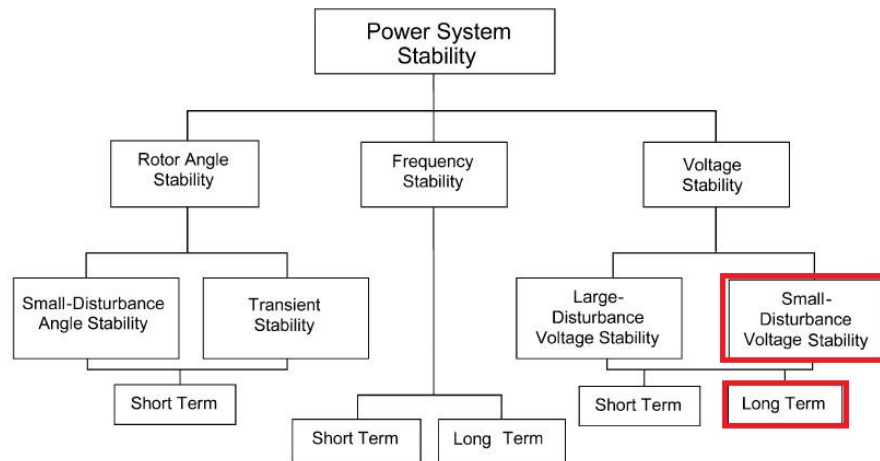 Power System
Stability
Rotor Angle
Stability
Frequency
Stability
Voltage
Stability
Small-Disturbance
Angle Stability
Transient
Stability
Large-
Disturbance
Voltage Stability
Small-
Disturbance
Voltage Stability
Short Term
Short Term
Long Term
Short Term
Long Term